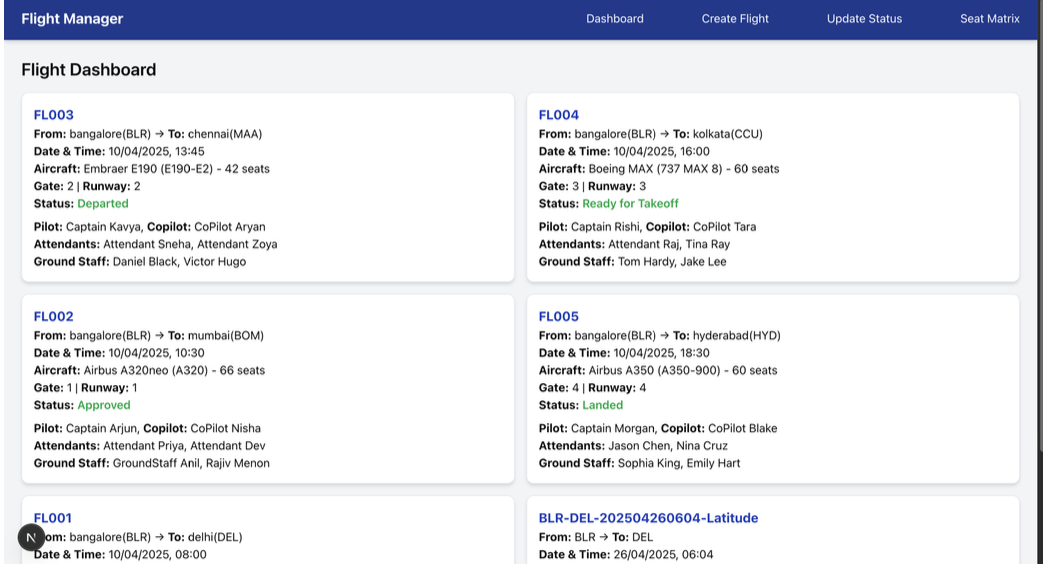 Flight Manager
Dashboard
Create Flight
Update Status
Seat Matrix
Flight Dashboard
FL003
From: bangalore(BLR) → To: chennai(MAA)
Date & Time: 10/04/2025, 13:45
Aircraft: Embraer E190 (E190-E2) - 42 seats
Gate: 2 | Runway: 2
Status: Departed
Pilot: Captain Kavya, Copilot: CoPilot Aryan
Attendants: Attendant Sneha, Attendant Zoya
Ground Staff: Daniel Black, Victor Hugo
FL004
From: bangalore(BLR) → To: kolkata(CCU)
Date & Time: 10/04/2025, 16:00
Aircraft: Boeing MAX (737 MAX 8) - 60 seats
Gate: 3 | Runway: 3
Status: Ready for Takeoff
Pilot: Captain Rishi, Copilot: CoPilot Tara
Attendants: Attendant Raj, Tina Ray
Ground Staff: Tom Hardy, Jake Lee
FL002
From: bangalore(BLR) → To: mumbai(BOM)
Date & Time: 10/04/2025, 10:30
Aircraft: Airbus A320neo (A320) - 66 seats
Gate: 1 | Runway: 1
Status: Approved
Pilot: Captain Arjun, Copilot: CoPilot Nisha
Attendants: Attendant Priya, Attendant Dev
Ground Staff: GroundStaff Anil, Rajiv Menon
FL005
From: bangalore(BLR) → To: hyderabad(HYD)
Date & Time: 10/04/2025, 18:30
Aircraft: Airbus A350 (A350-900) - 60 seats
Gate: 4 | Runway: 4
Status: Landed
Pilot: Captain Morgan, Copilot: CoPilot Blake
Attendants: Jason Chen, Nina Cruz
Ground Staff: Sophia King, Emily Hart
FL001
N
om: bangalore(BLR) → To: delhi(DEL)
Date & Time: 10/04/2025, 08:00
BLR-DEL-202504260604-Latitude
From: BLR → To: DEL
Date & Time: 26/04/2025, 06:04